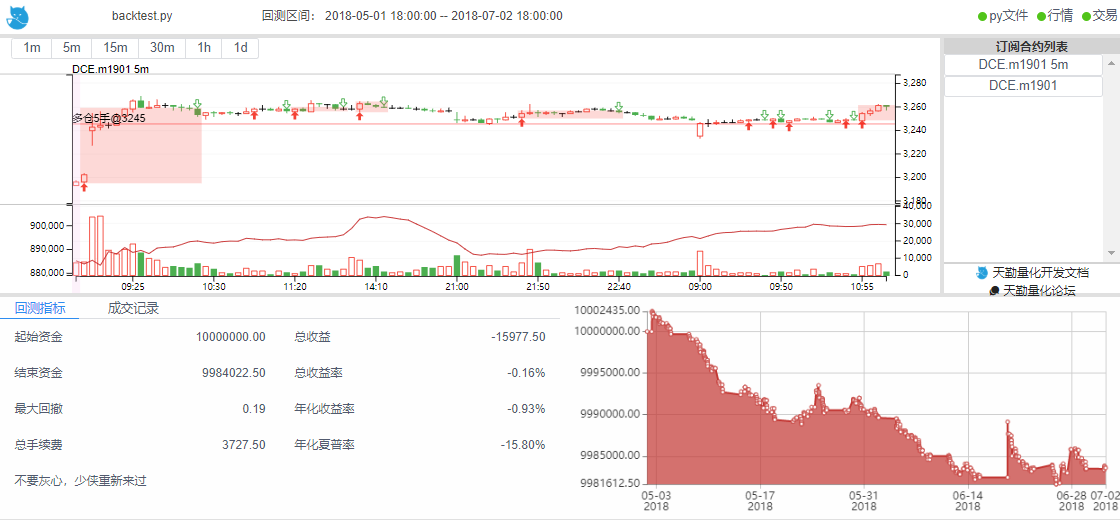 backtest.py
回测区间： 2018-05-01 18:00:00 -- 2018-07-02 18:00:00
py文件 行情 交易
1m 5m 15m 30m 1h 1d
订阅合约列表
DCE.m1901 5m
DCE.m1901
DCE.m1901 5m
多仓5手@3245
3,280
3,260
3,240
3,220
3,200
3,180
40,000
30,000
20,000
10,000
0
900,000
890,000
880,000
09:25 10:30 11:20 14:10 21:00 21:50 22:40 09:00 09:50 10:55
天勤量化开发文档
天勤量化论坛
回测指标 成交记录
起始资金 10000000.00 总收益 -15977.50
结束资金 9984022.50 总收益率 -0.16%
最大回撤 0.19 年化收益率 -0.93%
总手续费 3727.50 年化夏普率 -15.80%
不要灰心，少侠重新来过
10002435.00
10000000.00
9995000.00
9990000.00
9985000.00
9981612.50
05-03 05-17 05-31 06-14 06-28 07-02
2018 2018 2018 2018 2018 2018